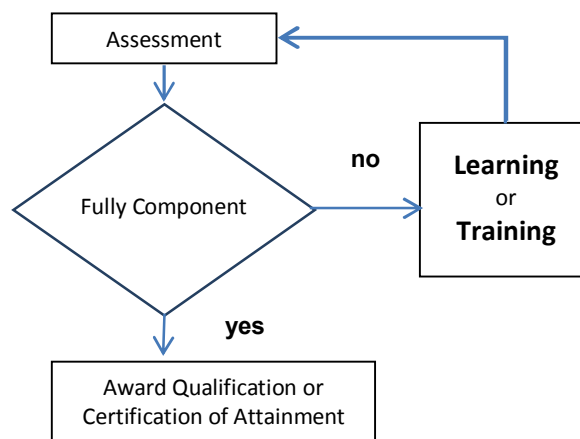 Assessment
no
Learning
or
Training
Fully Component
yes
Award Qualification or
Certification of Attainment